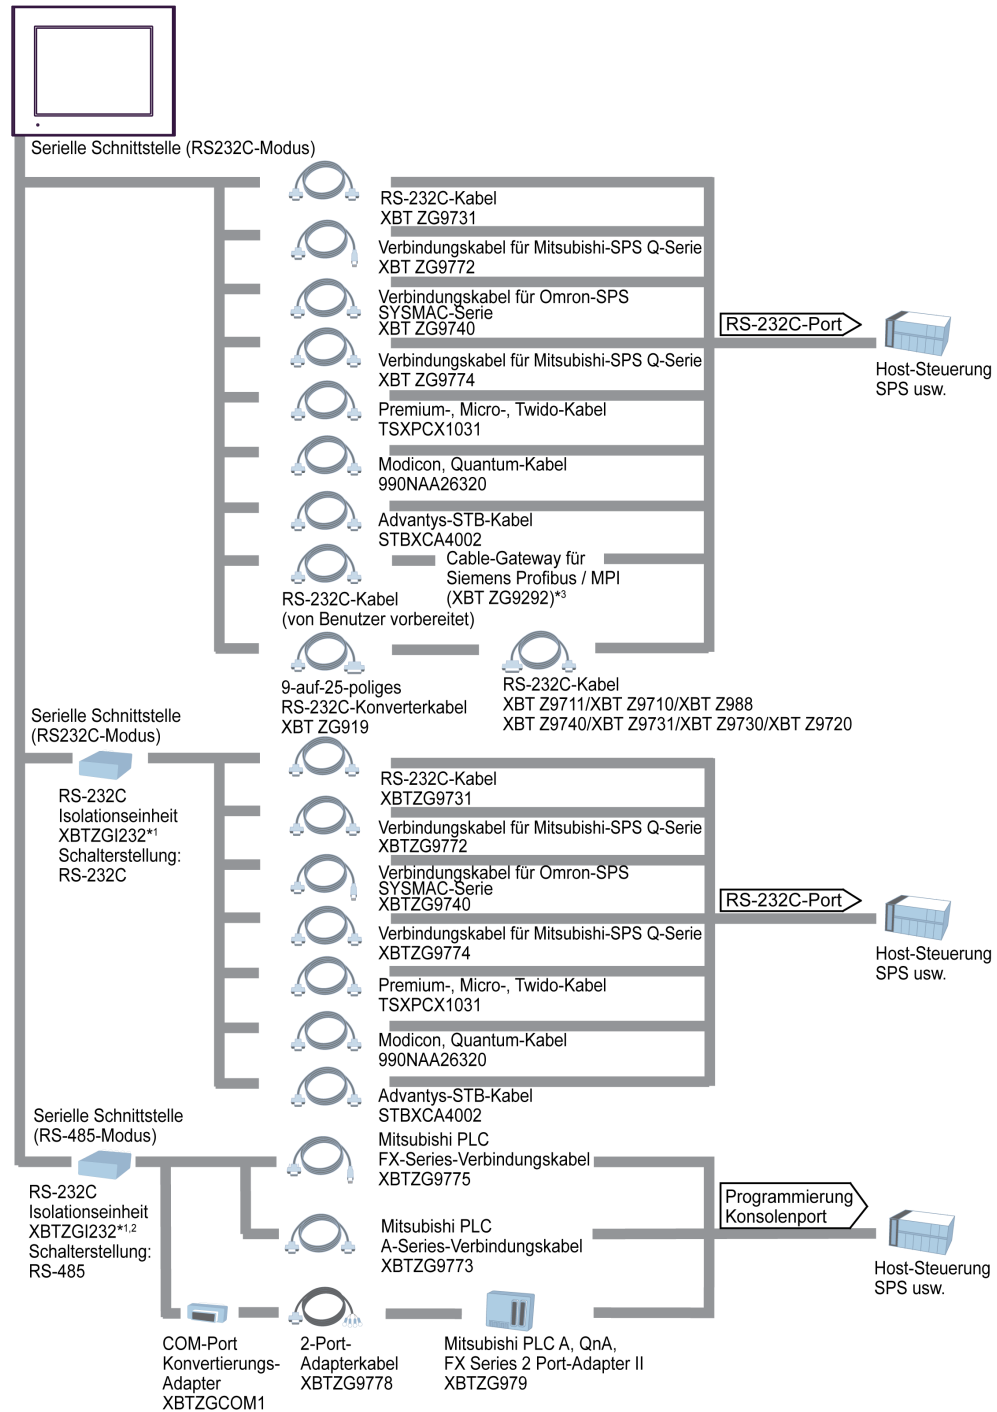 Serielle Schnittstelle (RS232C-Modus)
RS-232C-Kabel
XBT ZG9731
Verbindungskabel für Mitsubishi-SPS Q-Serie
XBT ZG9772
Verbindungskabel für Omron-SPS
SYSMAC-Serie
XBT ZG9740
Verbindungskabel für Mitsubishi-SPS Q-Serie
XBT ZG9774
Premium-, Micro-, Twido-Kabel
TSXPCX1031
Modicon, Quantum-Kabel
990NAA26320
Advantys-STB-Kabel
STBXCA4002
RS-232C-Kabel
(von Benutzer vorbereitet)
Cable-Gateway für
Siemens Profibus / MPI
(XBT ZG9292)*3
9-auf-25-poliges
RS-232C-Konverterkabel
XBT ZG919
RS-232C-Kabel
XBT Z9711/XBT Z9710/XBT Z988
XBT Z9740/XBT Z9731/XBT Z9730/XBT Z9720
RS-232C-Port
Host-Steuerung
SPS usw.
Serielle Schnittstelle
(RS232C-Modus)
RS-232C
Isolationseinheit
XBTZGI232*1
Schalterstellung:
RS-232C
RS-232C-Kabel
XBTZG9731
Verbindungskabel für Mitsubishi-SPS Q-Serie
XBTZG9772
Verbindungskabel für Omron-SPS
SYSMAC-Serie
XBTZG9740
Verbindungskabel für Mitsubishi-SPS Q-Serie
XBTZG9774
Premium-, Micro-, Twido-Kabel
TSXPCX1031
Modicon, Quantum-Kabel
990NAA26320
Advantys-STB-Kabel
STBXCA4002
RS-232C-Port
Host-Steuerung
SPS usw.
Serielle Schnittstelle
(RS-485-Modus)
RS-232C
Isolationseinheit
XBTZGI232*1,2
Schalterstellung:
RS-485
Mitsubishi PLC
FX-Series-Verbindungskabel
XBTZG9775
Mitsubishi PLC
A-Series-Verbindungskabel
XBTZG9773
Programmierung
Konsolenport
Host-Steuerung
SPS usw.
COM-Port
Konvertierungs-
Adapter
XBTZGCOM1
2-Port-
Adapterkabel
XBTZG9778
Mitsubishi PLC A, QnA,
FX Series 2 Port-Adapter II
XBTZG979